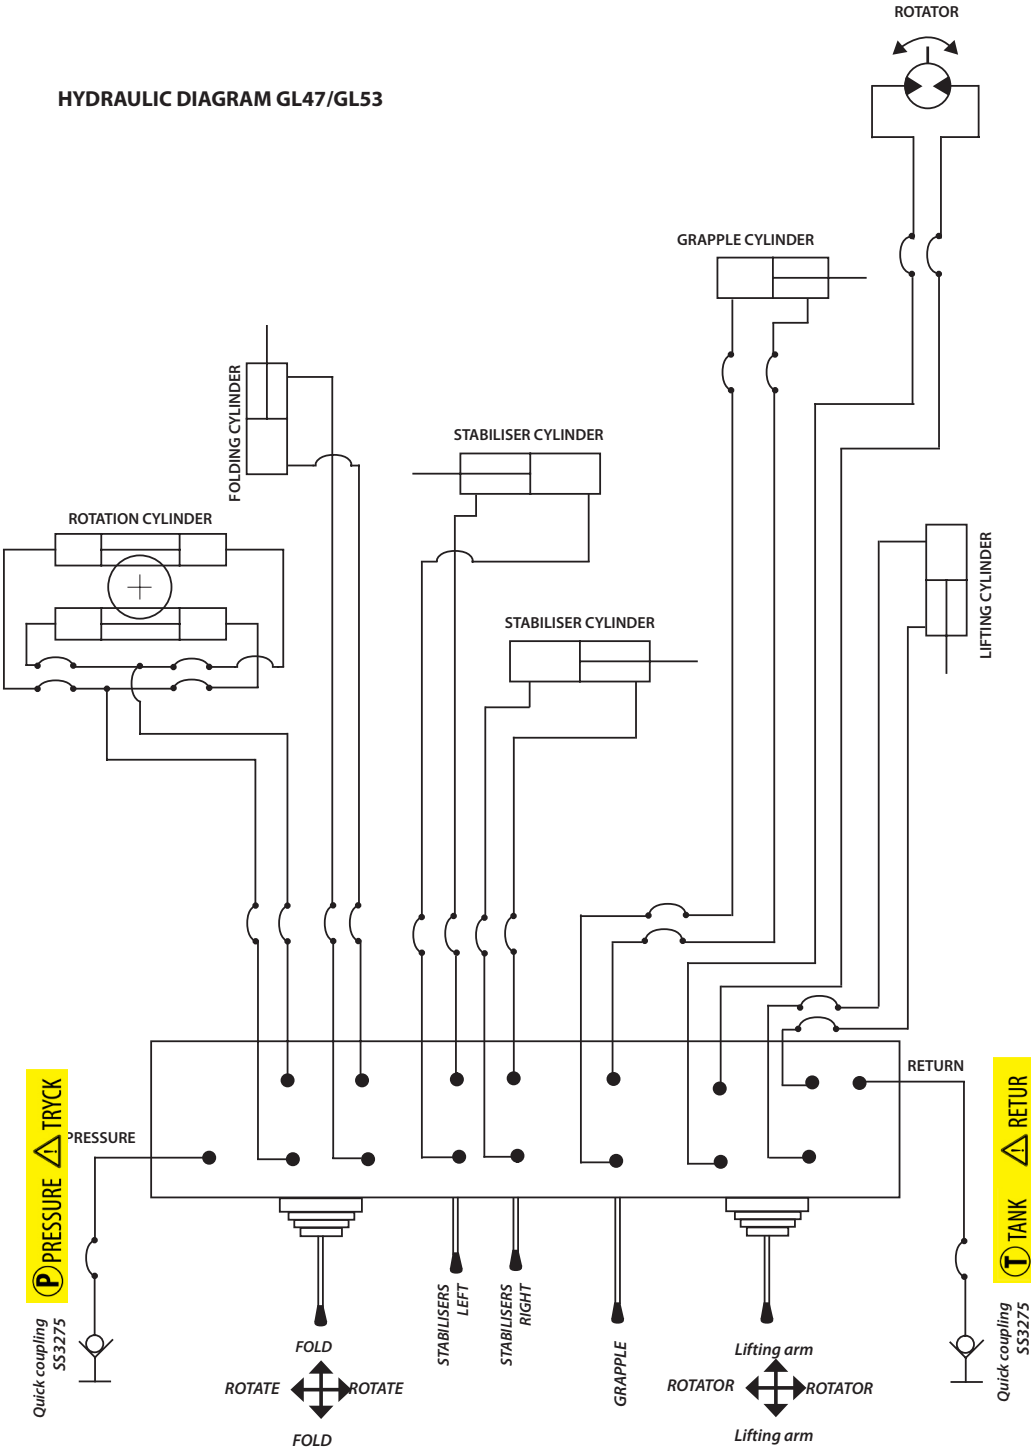 ROTATOR
HYDRAULIC DIAGRAM GL47/GL53
GRAPPLE CYLINDER
FOLDING CYLINDER
STABILISER CYLINDER
ROTATION CYLINDER
LIFTING CYLINDER
STABILISER CYLINDER
RETURN
PRESSURE
P PRESSURE ⚠ TRYCK
T TANK ⚠ RETUR
Quick coupling
SS3275
STABILISERS
LEFT
STABILISERS
RIGHT
GRAPPLE
Quick coupling
SS3275
FOLD
ROTATE ROTATE
FOLD
Lifting arm
ROTATOR ROTATOR
Lifting arm